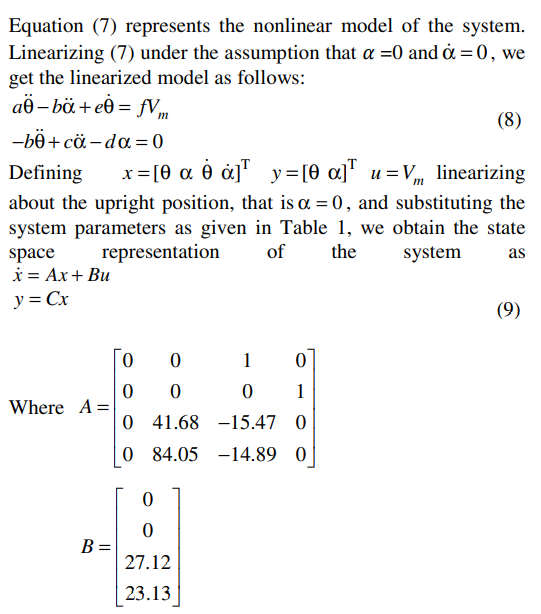 Equation (7) represents the nonlinear model of the system.
Linearizing (7) under the assumption that α =0 and α̇ = 0, we
get the linearized model as follows:
aθ̈ – bα̈ + eθ̇ = fVₘ
(8)
–bθ̈ + cα̈ – dα = 0
Defining x = [θ α θ̇ α̇]ᵀ y = [θ α]ᵀ u = Vₘ linearizing
about the upright position, that is α = 0, and substituting the
system parameters as given in Table 1, we obtain the state
space representation of the system as
ẋ = Ax + Bu
y = Cx
(9)
0 0 1 0
0 0 0 1
Where A =
0 41.68 −15.47 0
0 84.05 −14.89 0
0
0
B =
27.12
23.13